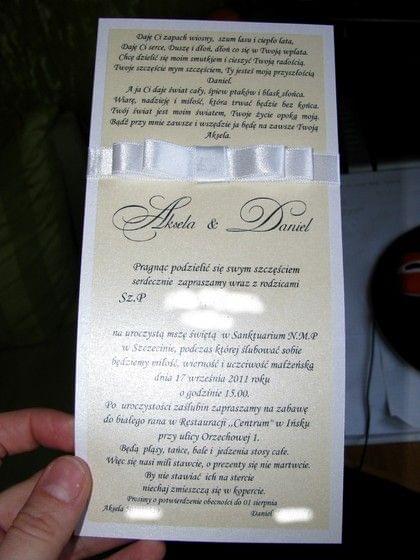 Daję Ci zapach wiosny, szum lasu i ciepło lata,
Daję Ci serce, Duszę i dłoń, dłoń co się w Twoją wplata.
Chcę dzielić się moim smutkiem i cieszyć Twoją radością.
Twoje szczęście mym szczęściem, Ty jesteś moją przyszłością
Daniel.
A ja Ci daję świat cały, śpiew ptaków i blask słońca.
Wiarę, nadzieję i miłość, która trwać będzie bez końca.
Twój świat jest moim światem, Twoje życie opoką moją.
Bądź przy mnie zawsze i wszędzie ja będę na zawsze Twoją
Aksela.
Aksela & Daniel
Pragnąc podzielić się swym szczęściem
serdecznie zapraszamy wraz z rodzicami
Sz.P
na uroczystą mszę świętą w Sanktuarium N.M.P
w Szczecinie, podczas której ślubować sobie
będziemy miłość, wierność i uczciwość małżeńską
dnia 17 września 2011 roku
o godzinie 15.00.
Po uroczystości zaślubin zapraszamy na zabawę
do białego rana w Restauracji „Centrum" w Ińsku
przy ulicy Orzechowej 1.
Będą pląsy, tańce, bale i jedzenia stosy całe.
Więc się nasi mili stawcie, o prezenty się nie martwcie.
By nie stawiać ich na stercie
niechaj zmieszczą się w kopercie.
Prosimy o potwierdzenie obecności do 01 sierpnia
Aksela Daniel